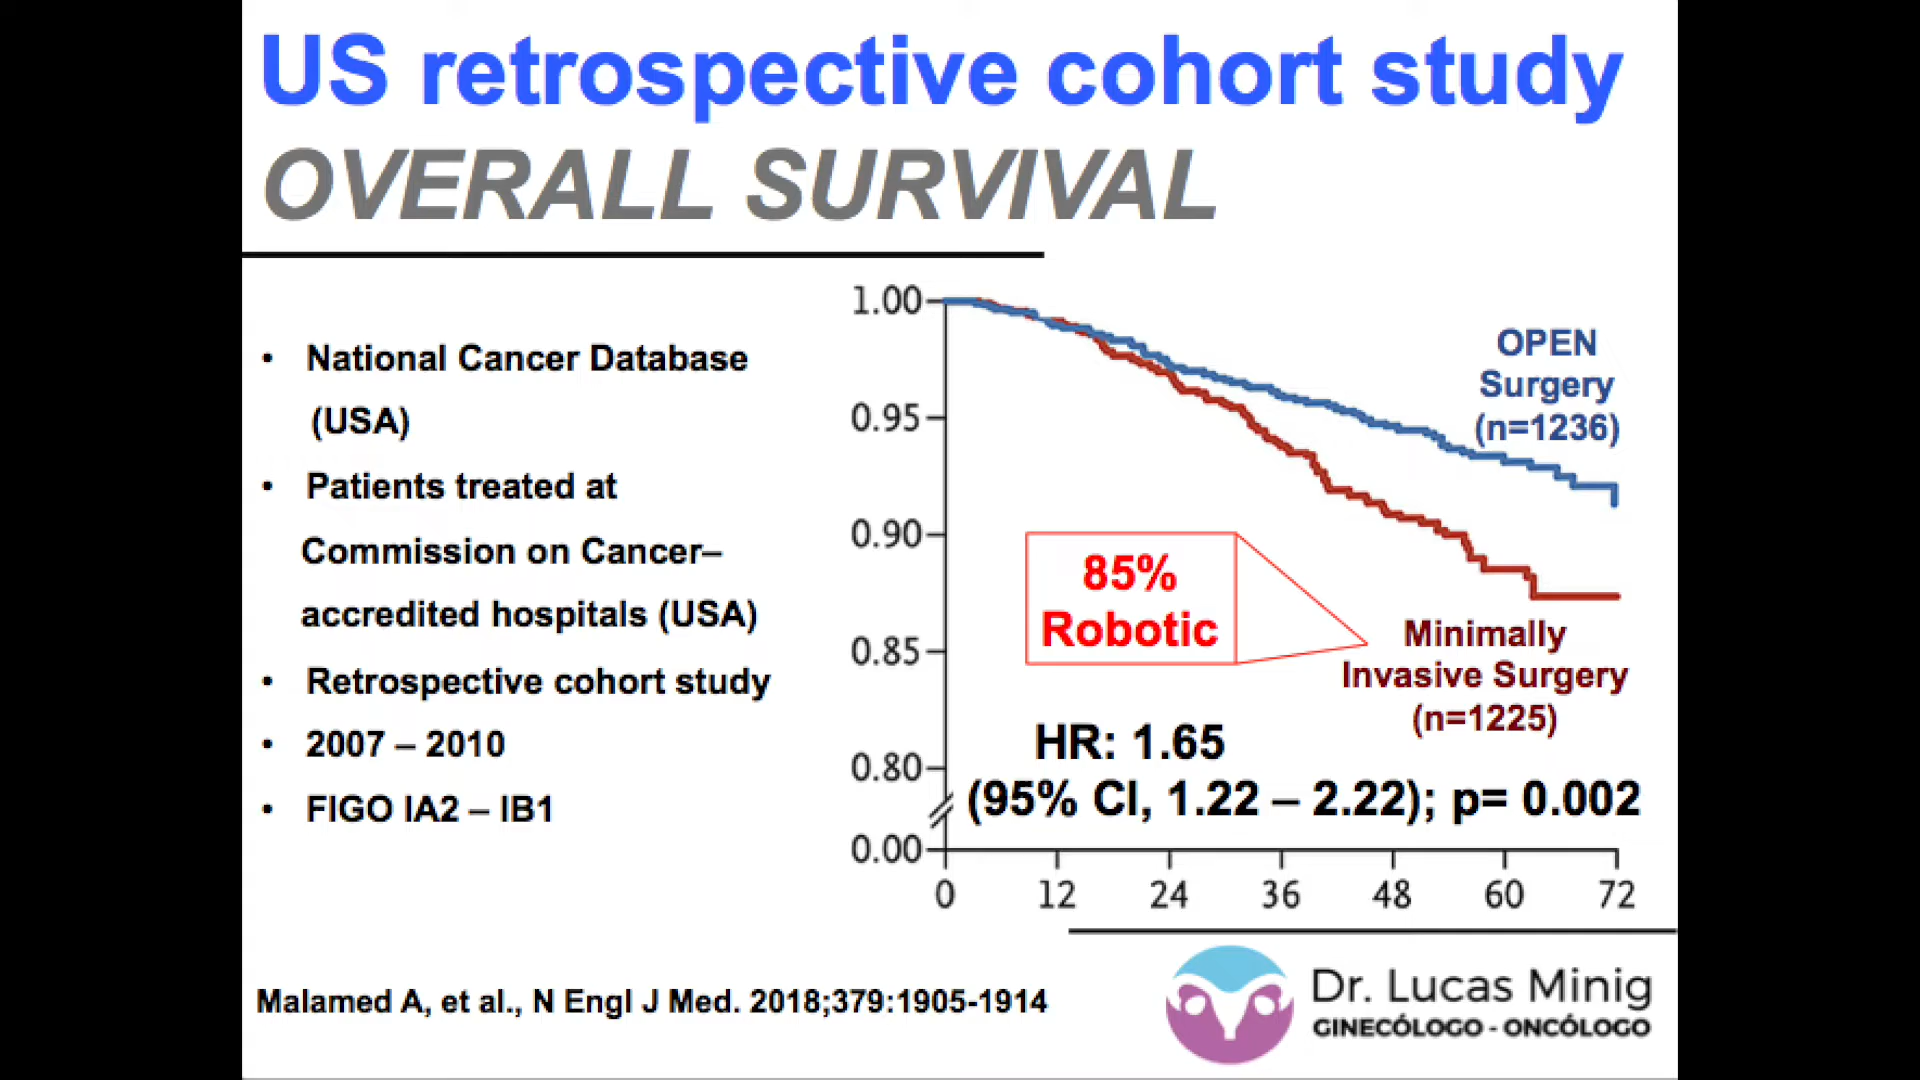 US retrospective cohort study
OVERALL SURVIVAL
• National Cancer Database
(USA)
• Patients treated at
Commission on Cancer–
accredited hospitals (USA)
• Retrospective cohort study
• 2007 – 2010
• FIGO IA2 – IB1
1.00
0.95
0.90
0.85
0.80
0.00
0 12 24 36 48 60 72
OPEN
Surgery
(n=1236)
85%
Robotic
Minimally
Invasive Surgery
(n=1225)
HR: 1.65
(95% CI, 1.22 – 2.22); p= 0.002
Malamed A, et al., N Engl J Med. 2018;379:1905-1914
Dr. Lucas Minig
GINECÓLOGO - ONCÓLOGO